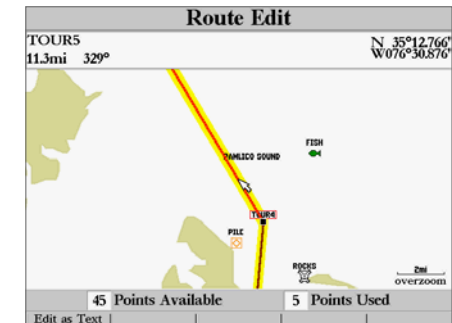 Route Edit
TOUR5
N 35°12.766'
11.3mi 329°
W076°30.876'
FISH
PAMLICO SOUND
TOUR4
PILE
ROCKS
2mi
overzoom
45 Points Available 5 Points Used
Edit as Text